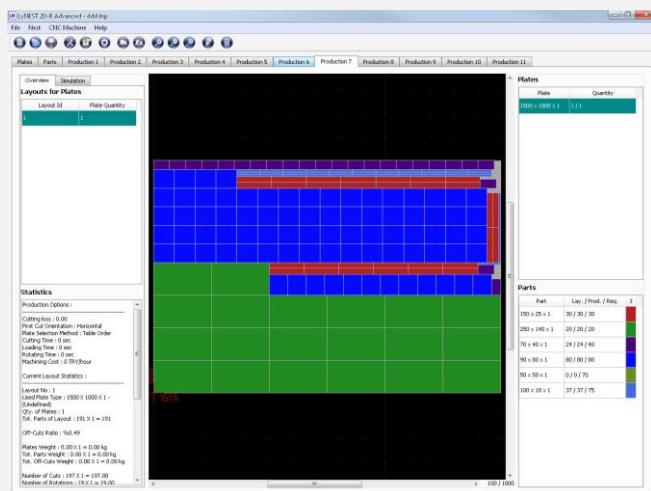 LyNEST 2D-R Advanced - ddd.lnp
File Nest CNC Machine Help
Plates Parts Production 1 Production 2 Production 3 Production 4 Production 5 Production 6 Production 7 Production 8 Production 9 Production 10 Production 11
Overview Simulation
Layouts for Plates
Layout Id Plate Quantity
1 1
Statistics
Production Options :
Cutting loss : 0.00
First Cut Orientation : Horizontal
Plate Selection Method : Table Order
Cutting Time : 0 sec
Loading Time : 0 sec
Rotating Time : 0 sec
Machining Cost : 0 TRY/hour
Current Layout Statistics :
Layout No : 1
Used Plate Type : 1500 X 1000 X 1 -
(Undefined)
Qty. of Plates : 1
Tot. Parts of Layout : 191 X 1 = 191
Off-Cuts Ratio : %0.49
Plates Weight : 0.00 X 1 = 0.00 kg
Tot. Parts Weight : 0.00 X 1 = 0.00 kg
Tot. Off-Cuts Weight : 0.00 X 1 = 0.00 kg
Number of Cuts : 197 X 1 = 197.00
Number of Rotations : 19 X 1 = 19.00
100 / 1000
Plates
Plate Quantity
1500 x 1000 x 1 1 / 1
Parts
Part Lay. / Prod. / Req. 3
150 x 25 x 1 30 / 30 / 30
250 x 140 x 1 20 / 20 / 20
70 x 40 x 1 24 / 24 / 40
90 x 80 x 1 80 / 80 / 80
50 x 50 x 1 0 / 0 / 70
100 x 10 x 1 37 / 37 / 75